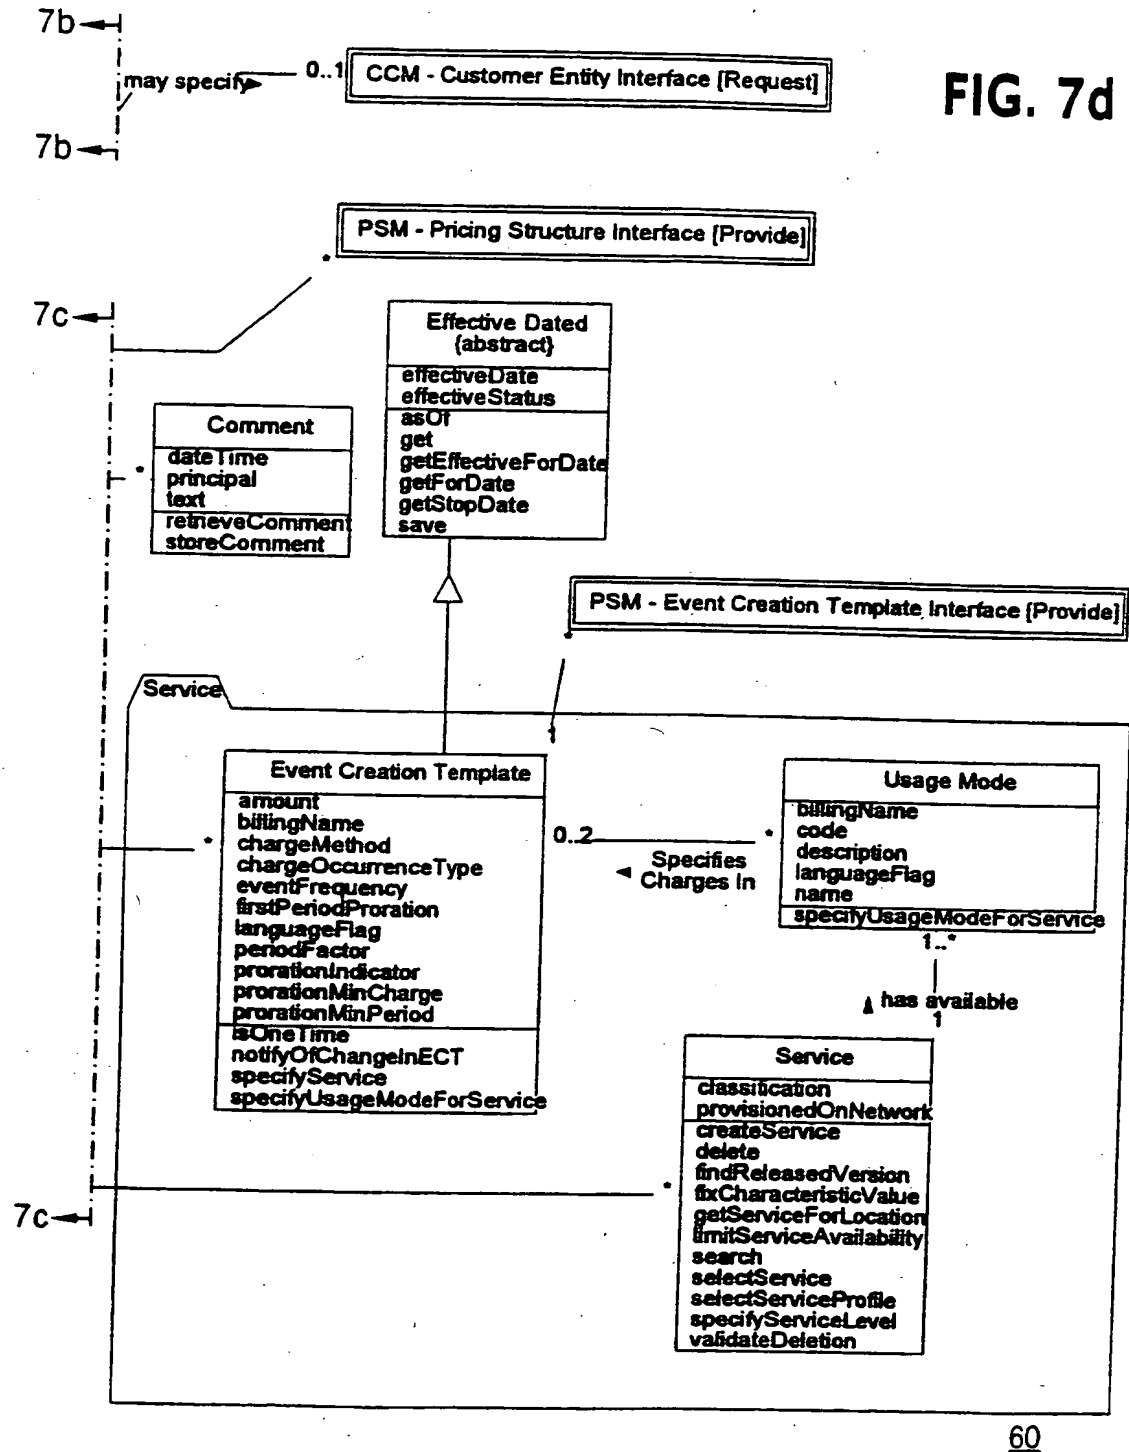 7b
may specify
0..1
CCM - Customer Entity Interface [Request]
FIG. 7d
7b
PSM - Pricing Structure Interface [Provide]
*
7c
Effective Dated
{abstract}
effectiveDate
effectiveStatus
asOf
get
getEffectiveForDate
getForDate
getStopDate
save
Comment
*
dateTime
principal
text
retrieveComment
storeComment
PSM - Event Creation Template Interface [Provide]
*
1
Service
Event Creation Template
*
amount
billingName
chargeMethod
chargeOccurrenceType
eventFrequency
firstPeriodProration
languageFlag
periodFactor
prorationIndicator
prorationMinCharge
prorationMinPeriod
isOneTime
notifyOfChangeInECT
specifyService
specifyUsageModeForService
0..2
*
Specifies
Charges In
Usage Mode
billingName
code
description
languageFlag
name
specifyUsageModeForService
1..*
has available
1
Service
classification
provisionedOnNetwork
createService
delete
findReleasedVersion
fixCharacteristicValue
getServiceForLocation
limitServiceAvailability
search
selectService
selectServiceProfile
specifyServiceLevel
validateDeletion
*
7c
60